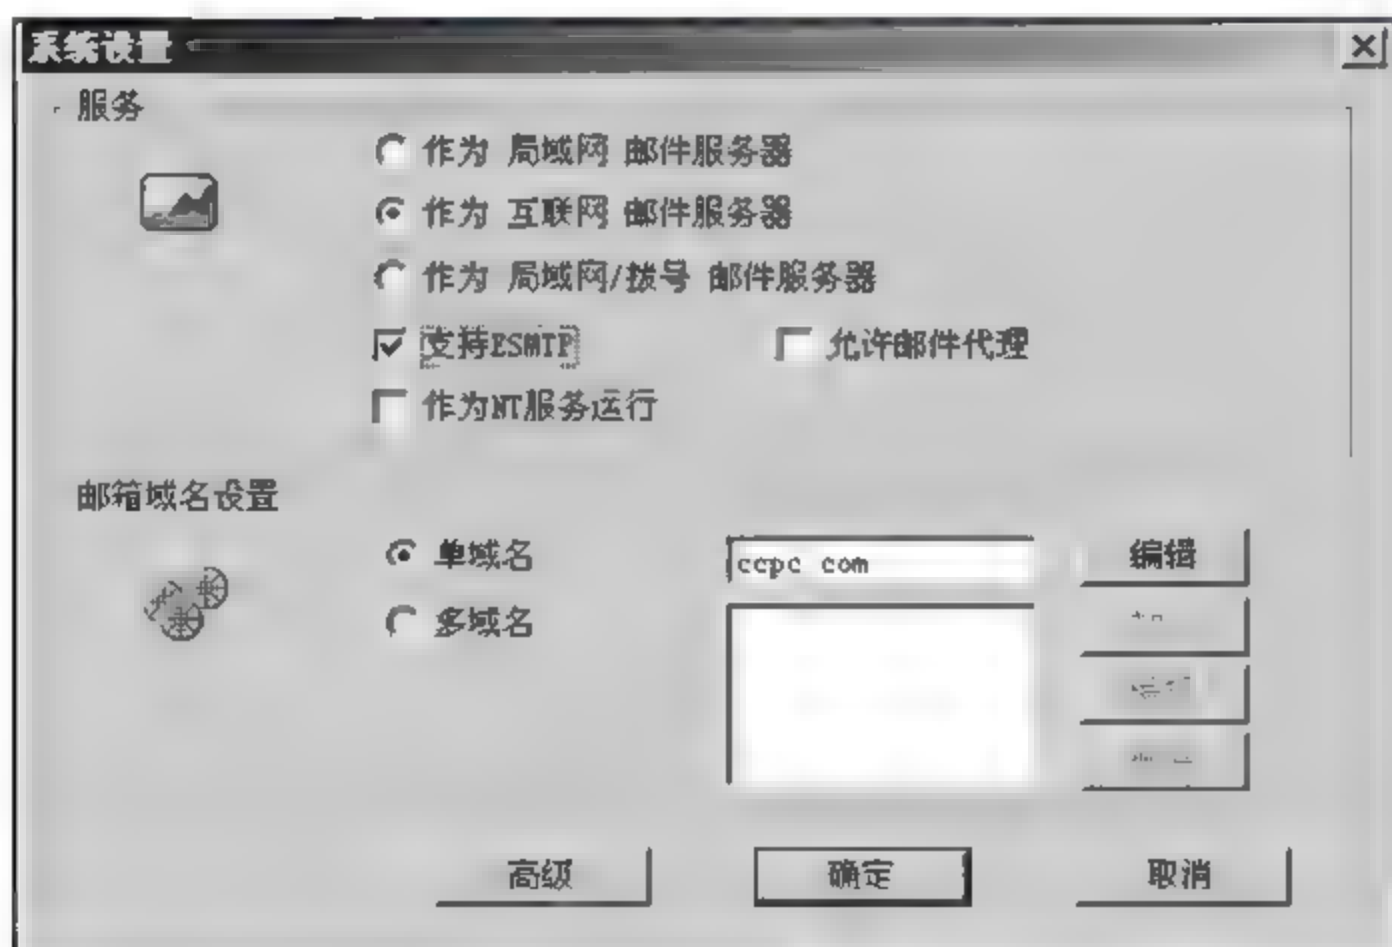 系统设置
服务
作为 局域网 邮件服务器
作为 互联网 邮件服务器
作为 局域网/拨号 邮件服务器
支持ESMTP 允许邮件代理
作为NT服务运行
邮箱域名设置
单域名 ccpc com 编辑
多域名
高级 确定 取消